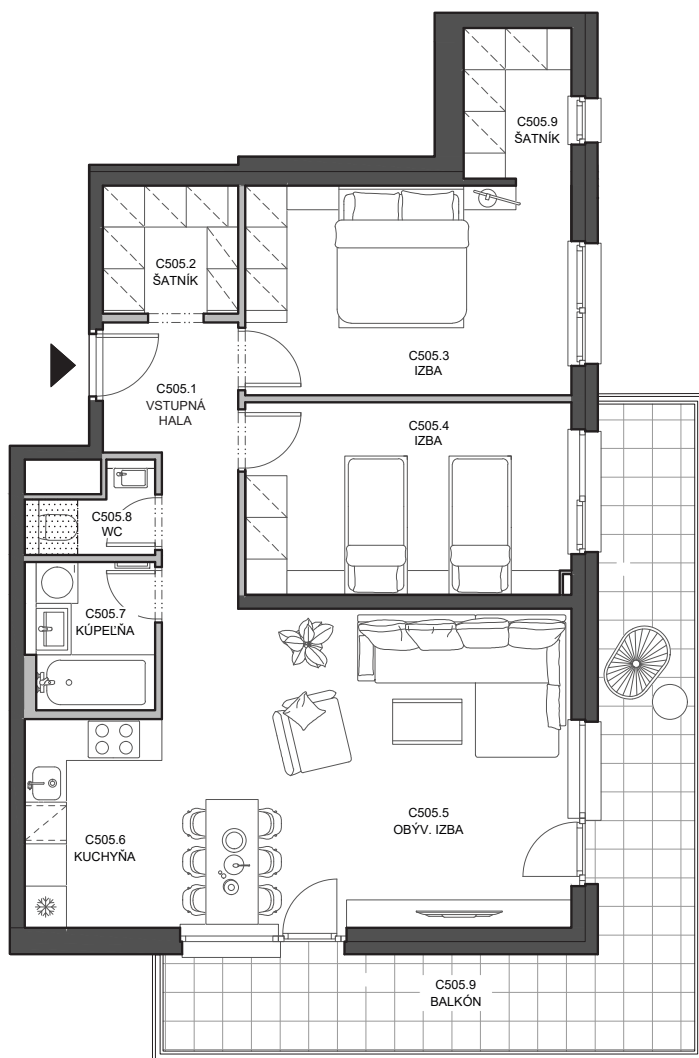 C505.9
ŠATNÍK
C505.2
ŠATNÍK
C505.3
IZBA
C505.1
VSTUPNÁ
HALA
C505.4
IZBA
C505.8
WC
C505.7
KÚPEĽŇA
C505.5
OBÝV. IZBA
C505.6
KUCHYŇA
C505.9
BALKÓN